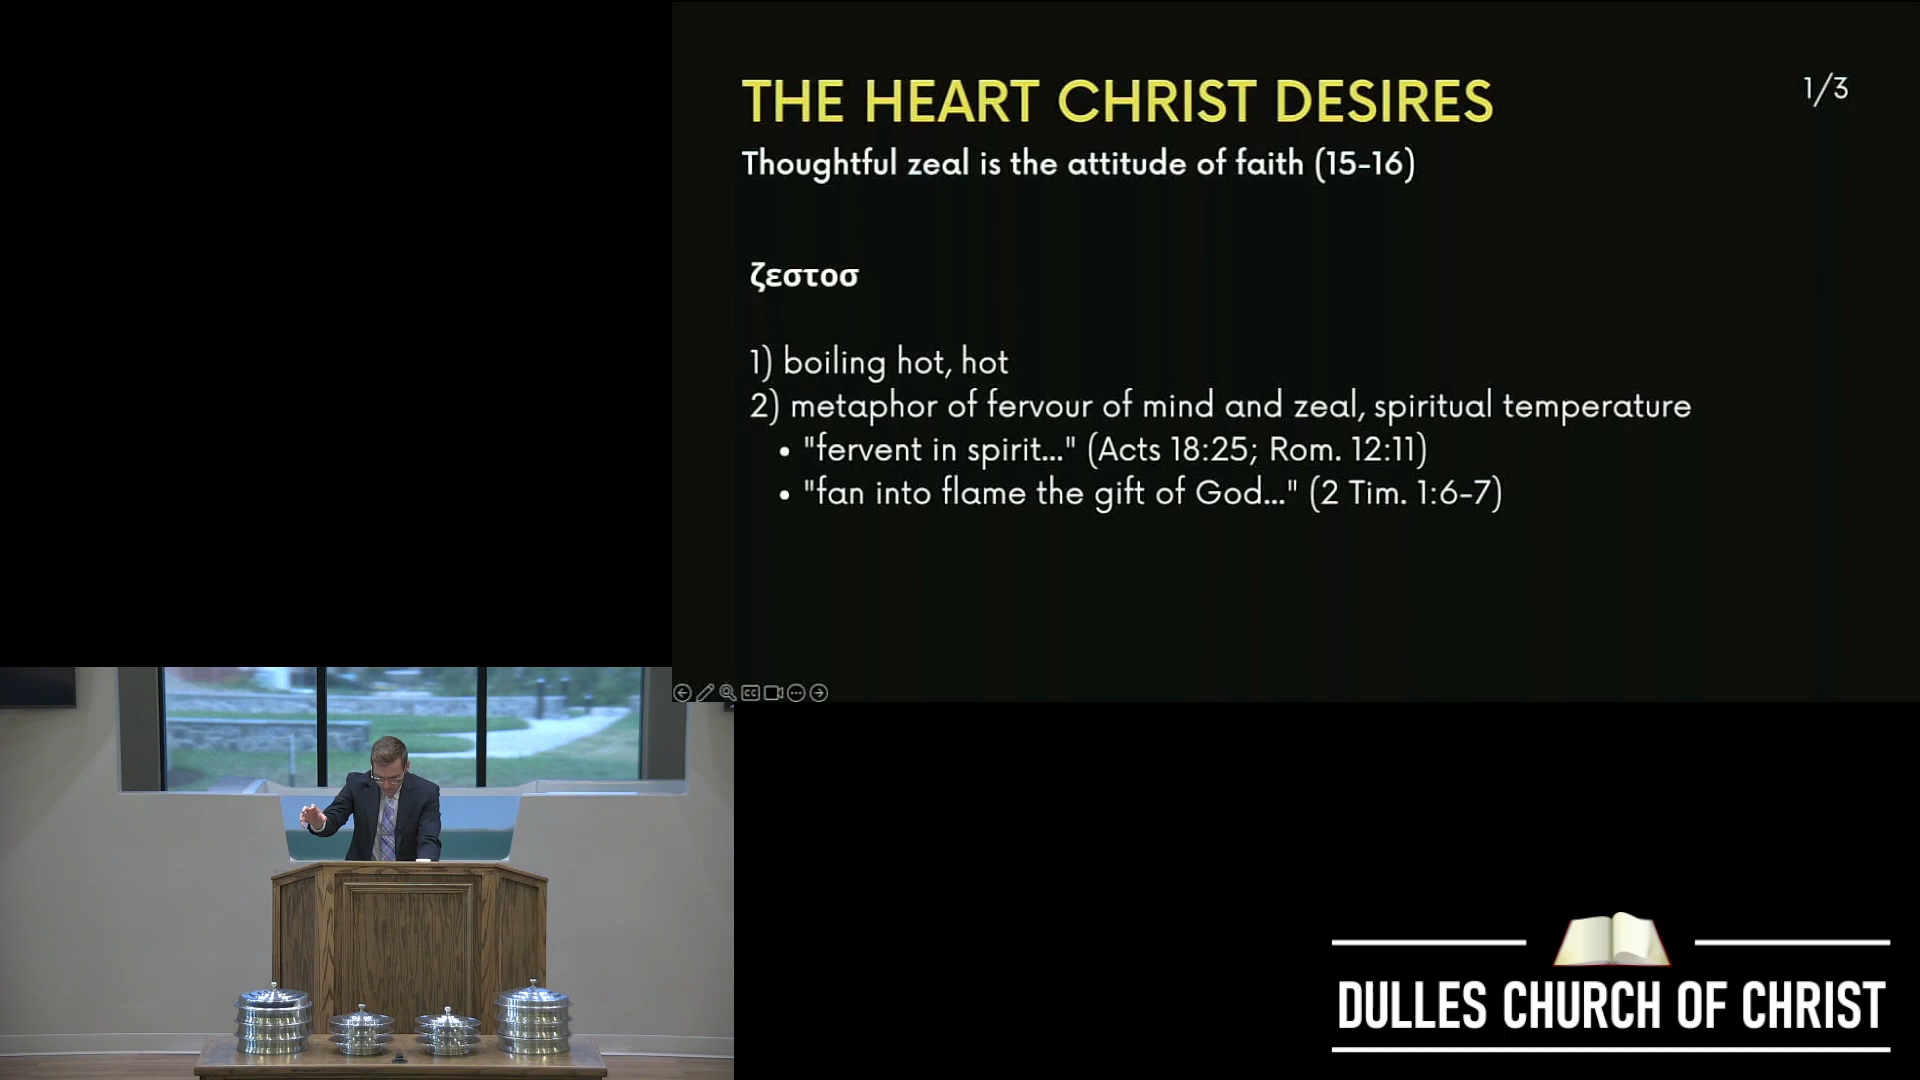 THE HEART CHRIST DESIRES
1/3
Thoughtful zeal is the attitude of faith (15-16)
ζεστοσ
1) boiling hot, hot
2) metaphor of fervour of mind and zeal, spiritual temperature
• "fervent in spirit..." (Acts 18:25; Rom. 12:11)
• "fan into flame the gift of God..." (2 Tim. 1:6-7)
CC
DULLES CHURCH OF CHRIST